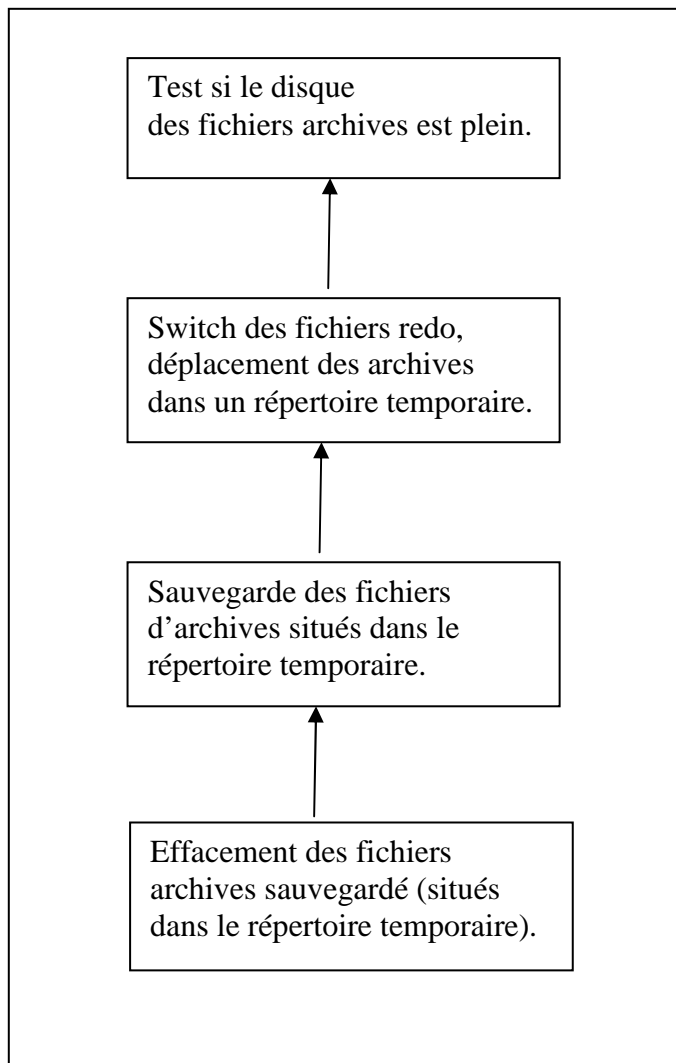 Test si le disque
des fichiers archives est plein.
Switch des fichiers redo,
déplacement des archives
dans un répertoire temporaire.
Sauvegarde des fichiers
d’archives situés dans le
répertoire temporaire.
Effacement des fichiers
archives sauvegardé (situés
dans le répertoire temporaire).